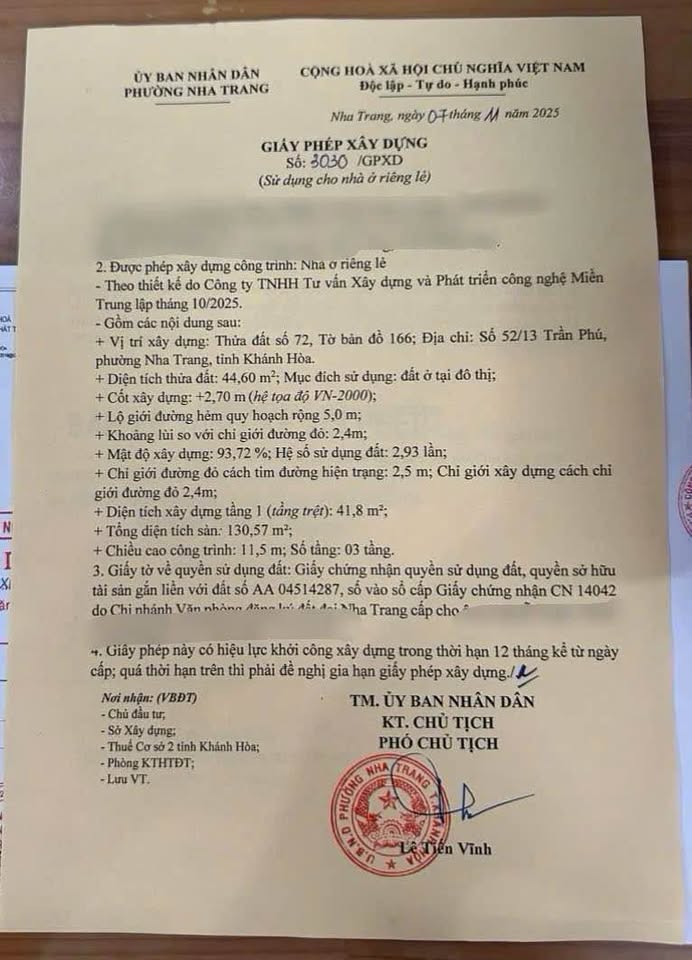 ỦY BAN NHÂN DÂN
PHƯỜNG NHA TRANG
CỘNG HOÀ XÃ HỘI CHỦ NGHĨA VIỆT NAM
Độc lập - Tự do - Hạnh phúc
Nha Trang, ngày 07 tháng 11 năm 2025
GIẤY PHÉP XÂY DỰNG
Số: 3030 /GPXD
(Sử dụng cho nhà ở riêng lẻ)
2. Được phép xây dựng công trình: Nhà ở riêng lẻ
- Theo thiết kế do Công ty TNHH Tư vấn Xây dựng và Phát triển công nghệ Miền
Trung lập tháng 10/2025.
- Gồm các nội dung sau:
+ Vị trí xây dựng: Thửa đất số 72, Tờ bản đồ 166; Địa chỉ: Số 52/13 Trần Phú,
phường Nha Trang, tỉnh Khánh Hòa.
+ Diện tích thửa đất: 44,60 m²; Mục đích sử dụng: đất ở tại đô thị;
+ Cốt xây dựng: +2,70 m (hệ tọa độ VN-2000);
+ Lộ giới đường hẻm quy hoạch rộng 5,0 m;
+ Khoảng lùi so với chỉ giới đường đỏ: 2,4m;
+ Mật độ xây dựng: 93,72 %; Hệ số sử dụng đất: 2,93 lần;
+ Chỉ giới đường đỏ cách tim đường hiện trạng: 2,5 m; Chỉ giới xây dựng cách chỉ
giới đường đỏ 2,4m;
+ Diện tích xây dựng tầng 1 (tầng trệt): 41,8 m²;
+ Tổng diện tích sàn: 130,57 m²;
+ Chiều cao công trình: 11,5 m; Số tầng: 03 tầng.
3. Giấy tờ về quyền sử dụng đất: Giấy chứng nhận quyền sử dụng đất, quyền sở hữu
tài sản gắn liền với đất số AA 04514287, số vào sổ cấp Giấy chứng nhận CN 14042
do Chi nhánh Văn phòng đăng ký đất đai Nha Trang cấp cho
4. Giấy phép này có hiệu lực khởi công xây dựng trong thời hạn 12 tháng kể từ ngày
cấp; quá thời hạn trên thì phải đề nghị gia hạn giấy phép xây dựng./.
Nơi nhận: (VBĐT)
- Chủ đầu tư;
- Sở Xây dựng;
- Thuế Cơ sở 2 tỉnh Khánh Hòa;
- Phòng KTHTĐT;
- Lưu VT.
TM. ỦY BAN NHÂN DÂN
KT. CHỦ TỊCH
PHÓ CHỦ TỊCH
U.B.N.D PHƯỜNG NHA TRANG
Lê Tiến Vĩnh